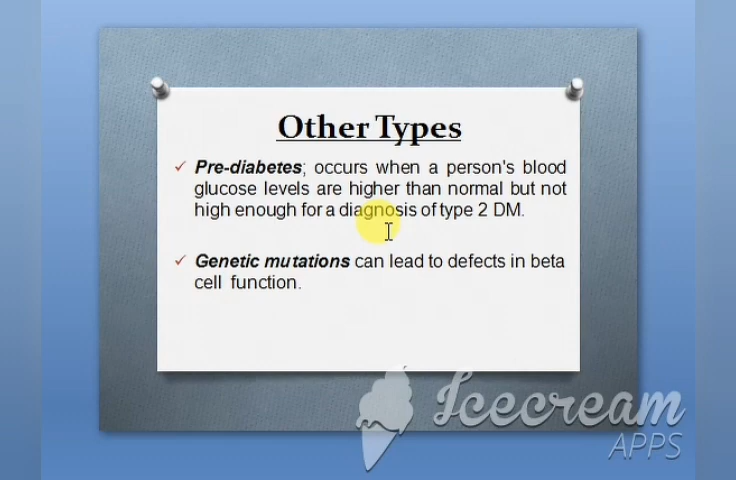 Other Types
✓ Pre-diabetes; occurs when a person's blood
glucose levels are higher than normal but not
high enough for a diagnosis of type 2 DM.
✓ Genetic mutations can lead to defects in beta
cell function.
Icecream
APPS